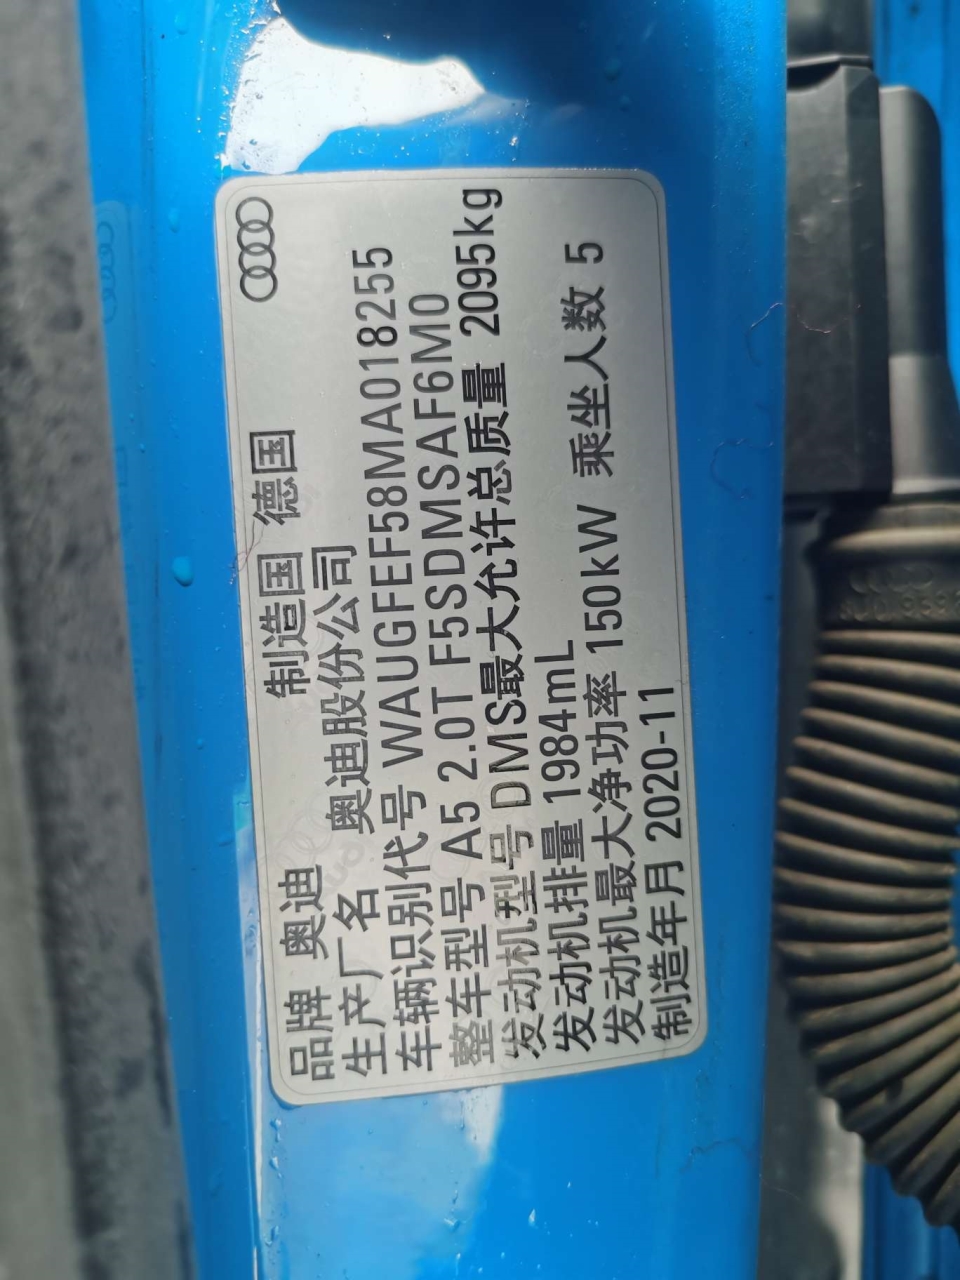 品牌 奥迪 制造国 德国
生产厂名 奥迪股份公司
车辆识别代号 WAUGFEF58MA018255
整车型号 A5 2.0T F5SDMSAF6M0
发动机型号 DMS 最大允许总质量 2095kg
发动机排量 1984mL
发动机最大净功率 150kW 乘坐人数 5
制造年月 2020-11